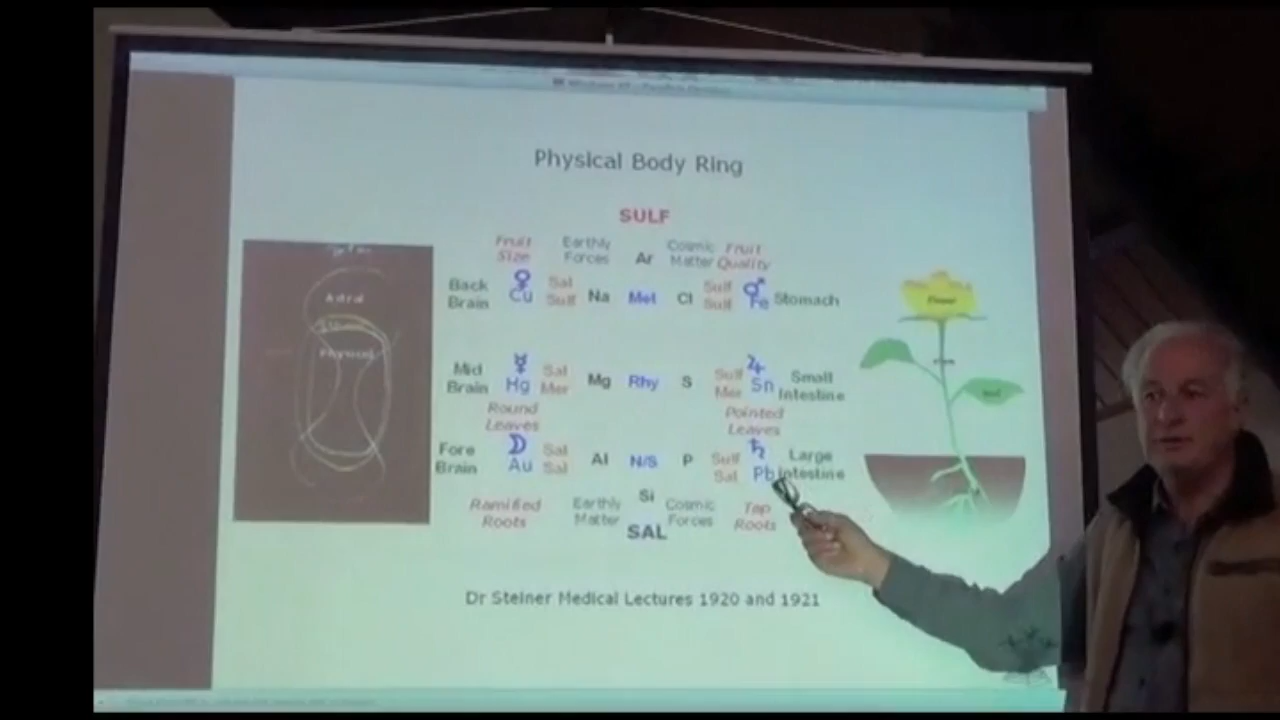 Physical Body Ring
SULF
Fruit Size
Earthly Forces
Ar
Cosmic Matter
Fruit Quality
Back Brain
♀ Cu
Sal Sulf
Na
Met
Cl
Sulf Sulf
♂ Fe
Stomach
Mid Brain
☿ Hg
Sal Mer
Mg
Rhy
S
Sulf Mer
♃ Sn
Small Intestine
Round Leaves
Pointed Leaves
Fore Brain
☽ Au
Sal Sal
Al
N/S
P
Sulf Sal
♄ Pb
Large Intestine
Ramified Roots
Earthly Matter
Si
Cosmic Forces
Tap Roots
SAL
Dr Steiner Medical Lectures 1920 and 1921
Astral
Physical
Flower